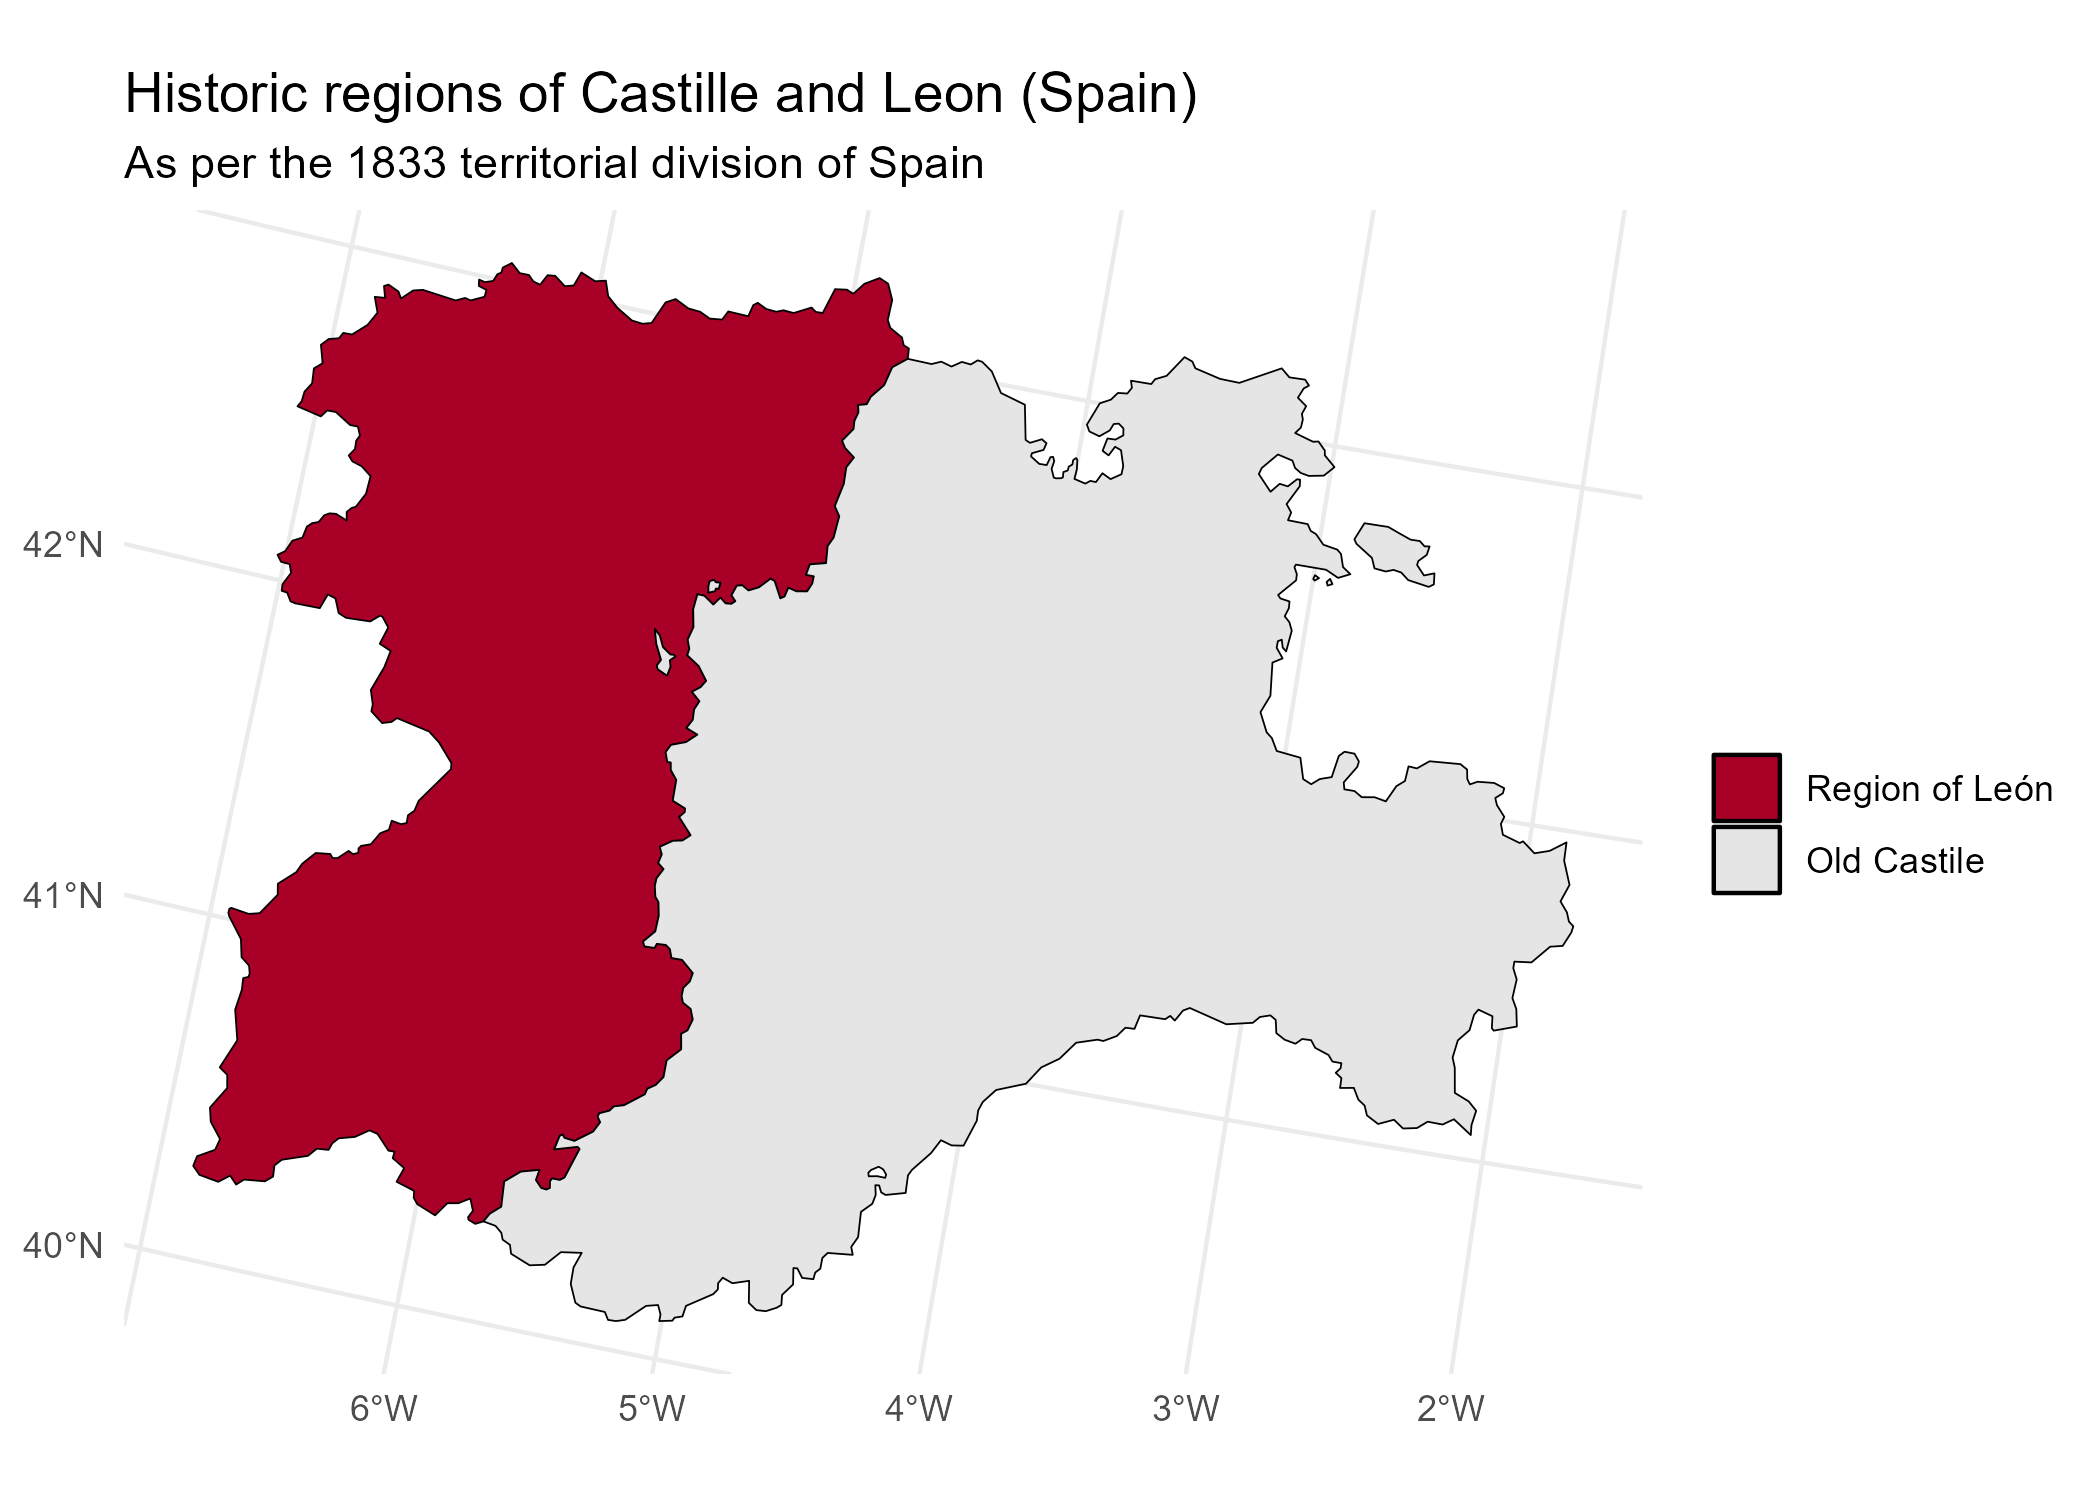 Historic regions of Castille and Leon (Spain)
As per the 1833 territorial division of Spain
42°N
41°N
40°N
6°W
5°W
4°W
3°W
2°W
Region of León
Old Castile